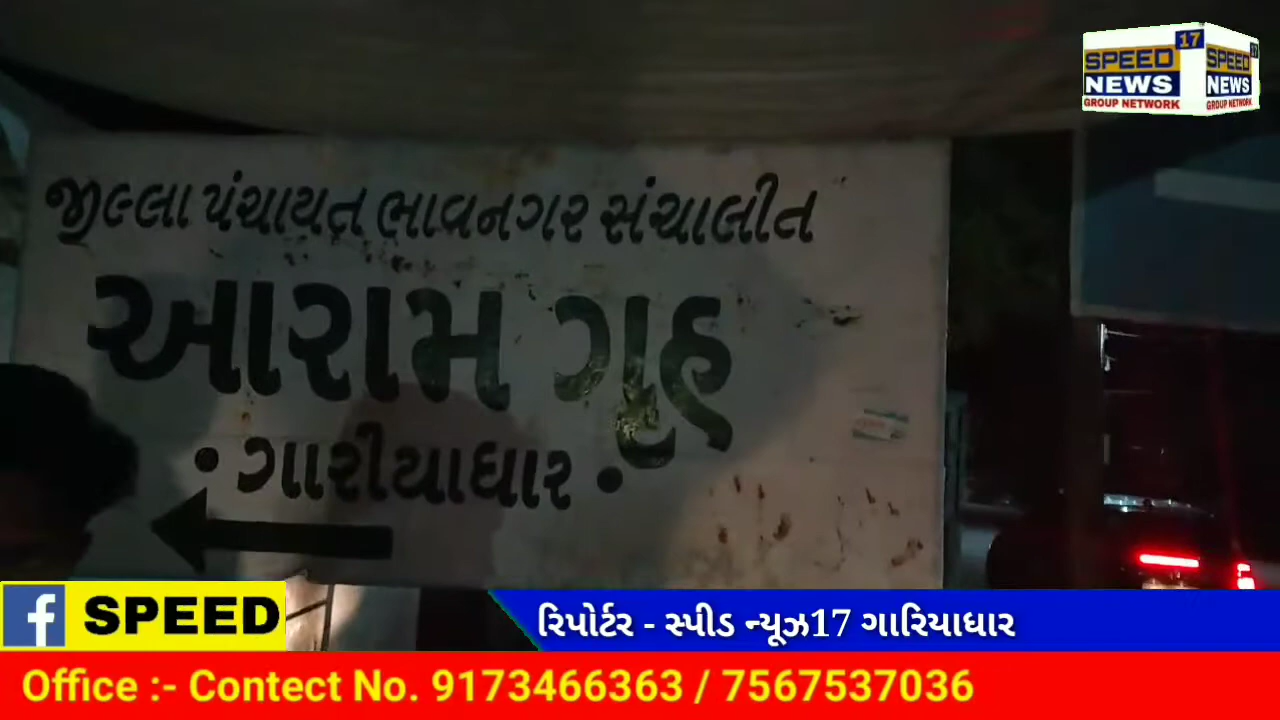 17
SPEED
NEWS
GROUP NETWORK
SPEED
NEWS
GROUP NETWORK
જીલ્લા પંચાયત ભાવનગર સંચાલીત
આરામ ગૃહ
• ગારીયાધાર •
f SPEED
રિપોર્ટર - સ્પીડ ન્યૂઝ17 ગારિયાધાર
Office :- Contect No. 9173466363 / 7567537036